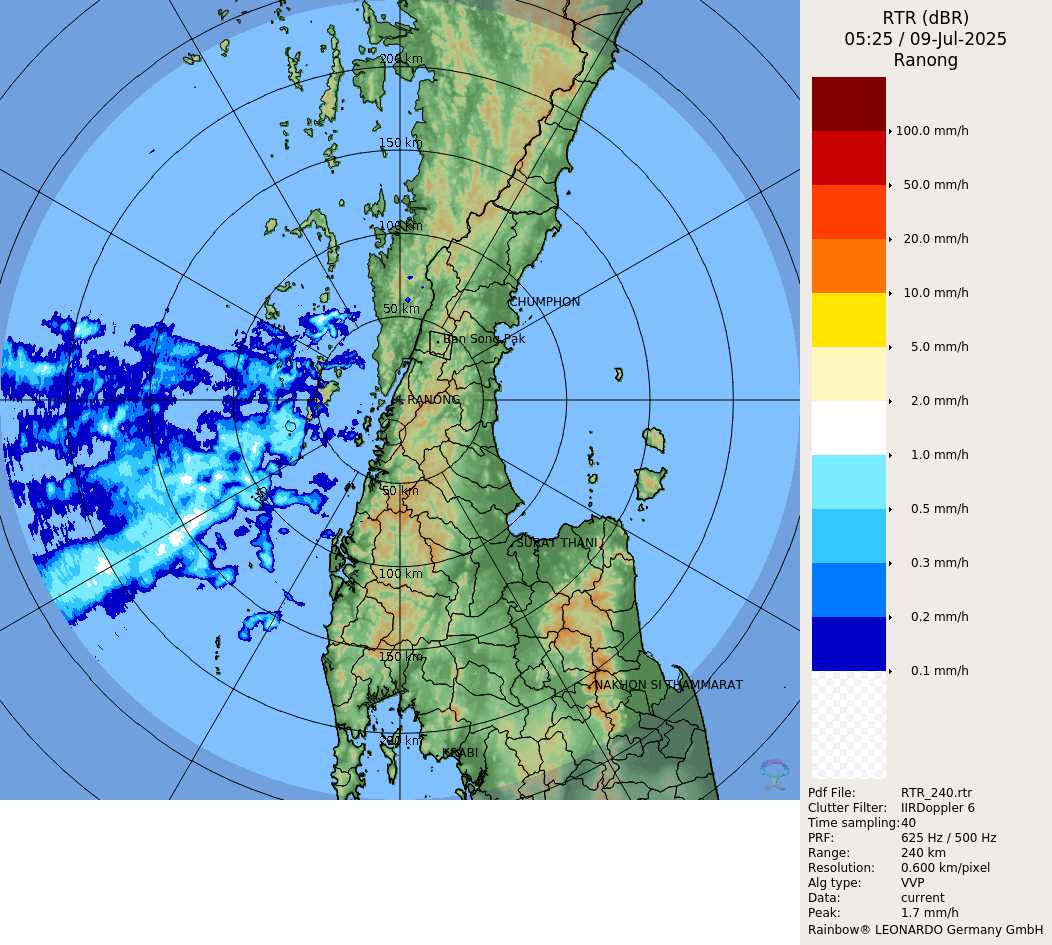 RTR (dBR)
05:25 / 09-Jul-2025
Ranong
100.0 mm/h
50.0 mm/h
20.0 mm/h
10.0 mm/h
5.0 mm/h
2.0 mm/h
1.0 mm/h
0.5 mm/h
0.3 mm/h
0.2 mm/h
0.1 mm/h
200 km
150 km
100 km
50 km
CHUMPHON
Ban Song Pak
RANONG
50 km
SURAT THANI
100 km
150 km
NAKHON SI THAMMARAT
200 km
KRABI
Pdf File: RTR_240.rtr
Clutter Filter: IIRDoppler 6
Time sampling:40
PRF: 625 Hz / 500 Hz
Range: 240 km
Resolution: 0.600 km/pixel
Alg type: VVP
Data: current
Peak: 1.7 mm/h
Rainbow® LEONARDO Germany GmbH